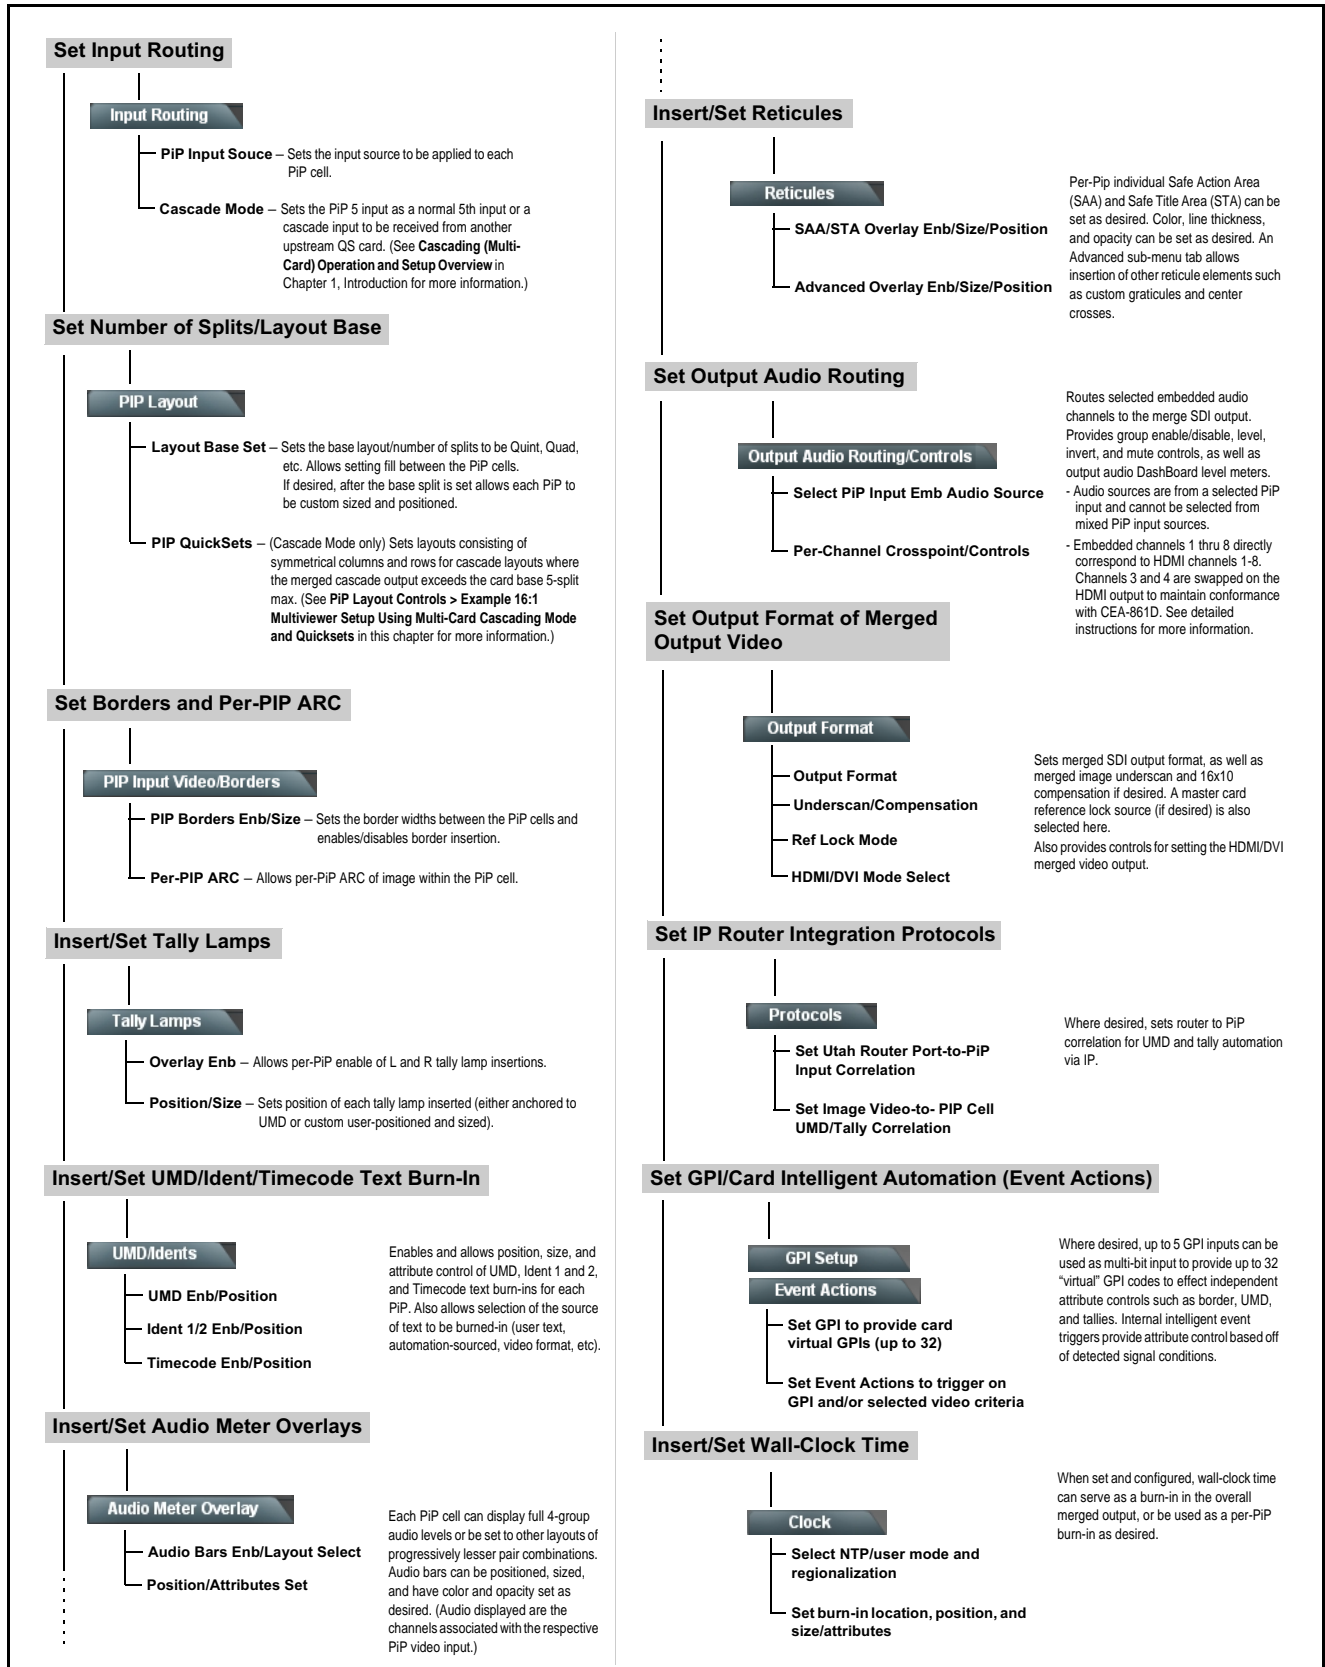 Set Input Routing
Input Routing
PiP Input Souce – Sets the input source to be applied to each
PiP cell.
Cascade Mode – Sets the PiP 5 input as a normal 5th input or a
cascade input to be received from another
upstream QS card. (See Cascading (Multi-
Card) Operation and Setup Overview in
Chapter 1, Introduction for more information.)
Set Number of Splits/Layout Base
PIP Layout
Layout Base Set – Sets the base layout/number of splits to be Quint, Quad,
etc. Allows setting fill between the PiP cells.
If desired, after the base split is set allows each PiP to
be custom sized and positioned.
PIP QuickSets – (Cascade Mode only) Sets layouts consisting of
symmetrical columns and rows for cascade layouts where
the merged cascade output exceeds the card base 5-split
max. (See PiP Layout Controls > Example 16:1
Multiviewer Setup Using Multi-Card Cascading Mode
and Quicksets in this chapter for more information.)
Set Borders and Per-PIP ARC
PIP Input Video/Borders
PIP Borders Enb/Size – Sets the border widths between the PiP cells and
enables/disables border insertion.
Per-PIP ARC – Allows per-PiP ARC of image within the PiP cell.
Insert/Set Tally Lamps
Tally Lamps
Overlay Enb – Allows per-PiP enable of L and R tally lamp insertions.
Position/Size – Sets position of each tally lamp inserted (either anchored to
UMD or custom user-positioned and sized).
Insert/Set UMD/Ident/Timecode Text Burn-In
UMD/Idents
UMD Enb/Position
Ident 1/2 Enb/Position
Timecode Enb/Position
Enables and allows position, size, and
attribute control of UMD, Ident 1 and 2,
and Timecode text burn-ins for each
PiP. Also allows selection of the source
of text to be burned-in (user text,
automation-sourced, video format, etc).
Insert/Set Audio Meter Overlays
Audio Meter Overlay
Audio Bars Enb/Layout Select
Position/Attributes Set
Each PiP cell can display full 4-group
audio levels or be set to other layouts of
progressively lesser pair combinations.
Audio bars can be positioned, sized,
and have color and opacity set as
desired. (Audio displayed are the
channels associated with the respective
PiP video input.)
Insert/Set Reticules
Reticules
SAA/STA Overlay Enb/Size/Position
Advanced Overlay Enb/Size/Position
Per-Pip individual Safe Action Area
(SAA) and Safe Title Area (STA) can be
set as desired. Color, line thickness,
and opacity can be set as desired. An
Advanced sub-menu tab allows
insertion of other reticule elements such
as custom graticules and center
crosses.
Set Output Audio Routing
Output Audio Routing/Controls
Select PiP Input Emb Audio Source
Per-Channel Crosspoint/Controls
Routes selected embedded audio
channels to the merge SDI output.
Provides group enable/disable, level,
invert, and mute controls, as well as
output audio DashBoard level meters.
- Audio sources are from a selected PiP
input and cannot be selected from
mixed PiP input sources.
- Embedded channels 1 thru 8 directly
correspond to HDMI channels 1-8.
Channels 3 and 4 are swapped on the
HDMI output to maintain conformance
with CEA-861D. See detailed
instructions for more information.
Set Output Format of Merged
Output Video
Output Format
Output Format
Underscan/Compensation
Ref Lock Mode
HDMI/DVI Mode Select
Sets merged SDI output format, as well as
merged image underscan and 16x10
compensation if desired. A master card
reference lock source (if desired) is also
selected here.
Also provides controls for setting the HDMI/DVI
merged video output.
Set IP Router Integration Protocols
Protocols
Set Utah Router Port-to-PiP
Input Correlation
Set Image Video-to- PIP Cell
UMD/Tally Correlation
Where desired, sets router to PiP
correlation for UMD and tally automation
via IP.
Set GPI/Card Intelligent Automation (Event Actions)
GPI Setup
Event Actions
Set GPI to provide card
virtual GPIs (up to 32)
Set Event Actions to trigger on
GPI and/or selected video criteria
Where desired, up to 5 GPI inputs can be
used as multi-bit input to provide up to 32
“virtual” GPI codes to effect independent
attribute controls such as border, UMD,
and tallies. Internal intelligent event
triggers provide attribute control based off
of detected signal conditions.
Insert/Set Wall-Clock Time
Clock
Select NTP/user mode and
regionalization
Set burn-in location, position, and
size/attributes
When set and configured, wall-clock time
can serve as a burn-in in the overall
merged output, or be used as a per-PiP
burn-in as desired.